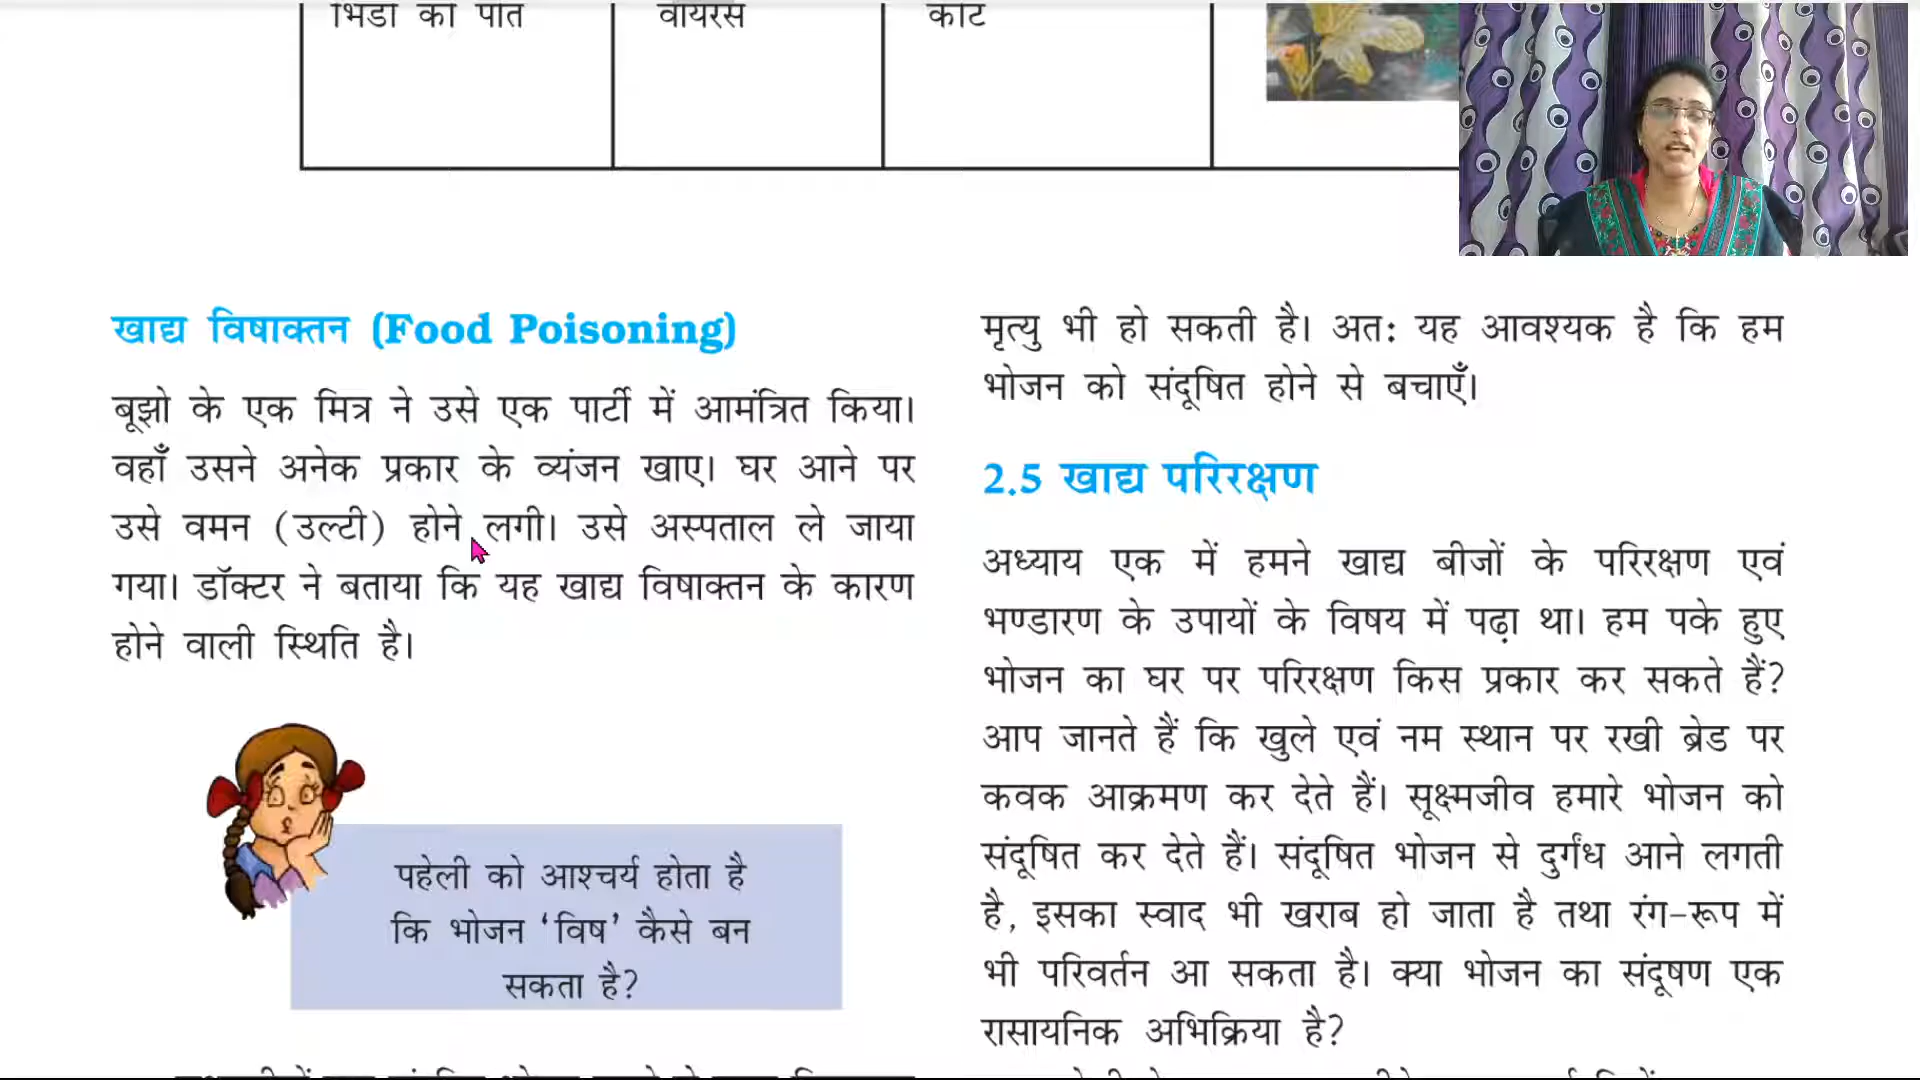 भिंडी की पीत
वायरस
कीट
खाद्य विषाक्तन (Food Poisoning)
बूझो के एक मित्र ने उसे एक पार्टी में आमंत्रित किया।
वहाँ उसने अनेक प्रकार के व्यंजन खाए। घर आने पर
उसे वमन (उल्टी) होने लगी। उसे अस्पताल ले जाया
गया। डॉक्टर ने बताया कि यह खाद्य विषाक्तन के कारण
होने वाली स्थिति है।
पहेली को आश्चर्य होता है
कि भोजन ‘विष’ कैसे बन
सकता है?
मृत्यु भी हो सकती है। अतः यह आवश्यक है कि हम
भोजन को संदूषित होने से बचाएँ।
2.5 खाद्य परिरक्षण
अध्याय एक में हमने खाद्य बीजों के परिरक्षण एवं
भण्डारण के उपायों के विषय में पढ़ा था। हम पके हुए
भोजन का घर पर परिरक्षण किस प्रकार कर सकते हैं?
आप जानते हैं कि खुले एवं नम स्थान पर रखी ब्रेड पर
कवक आक्रमण कर देते हैं। सूक्ष्मजीव हमारे भोजन को
संदूषित कर देते हैं। संदूषित भोजन से दुर्गंध आने लगती
है, इसका स्वाद भी खराब हो जाता है तथा रंग-रूप में
भी परिवर्तन आ सकता है। क्या भोजन का संदूषण एक
रासायनिक अभिक्रिया है?